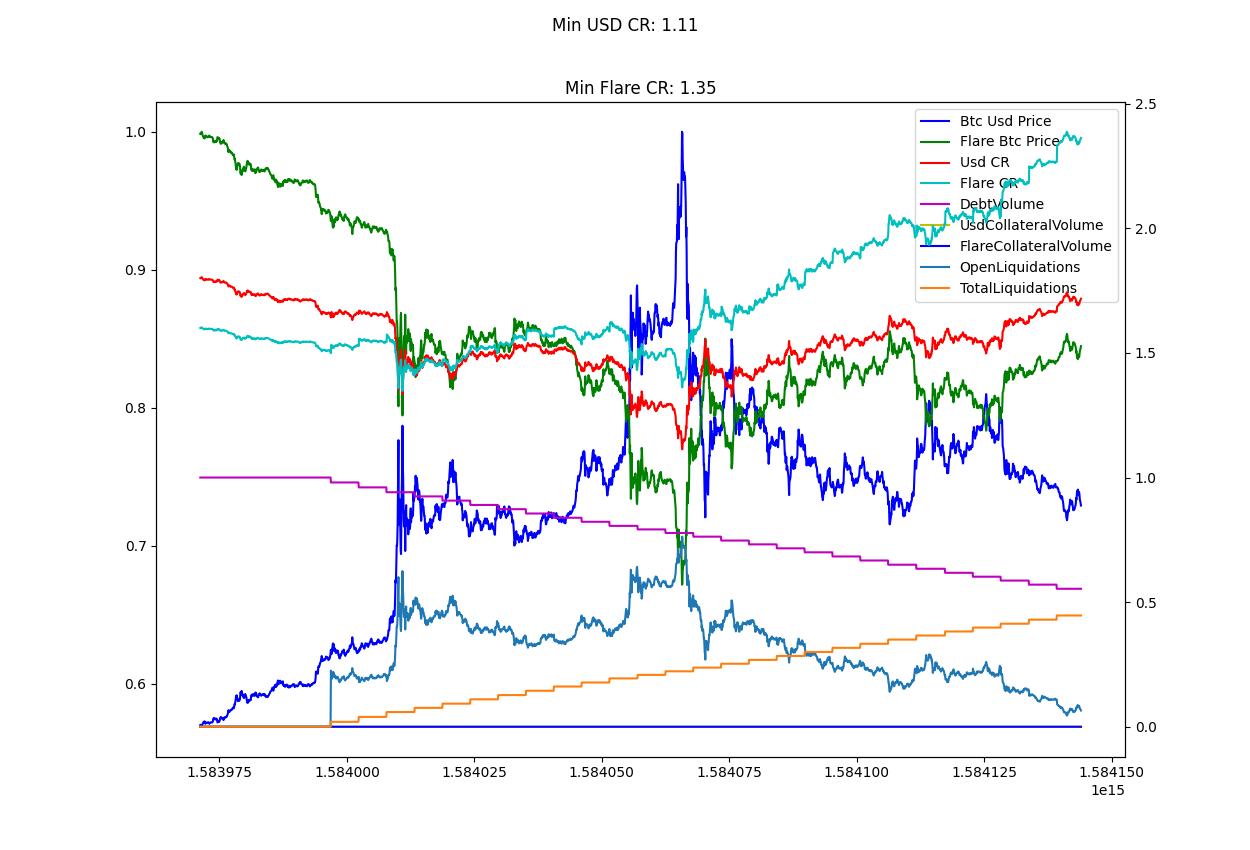 Min USD CR: 1.11
Min Flare CR: 1.35
1.0
0.9
0.8
0.7
0.6
2.5
2.0
1.5
1.0
0.5
0.0
Btc Usd Price
Flare Btc Price
Usd CR
Flare CR
DebtVolume
UsdCollateralVolume
FlareCollateralVolume
OpenLiquidations
TotalLiquidations
1.583975 1.584000 1.584025 1.584050 1.584075 1.584100 1.584125 1.584150
1e15